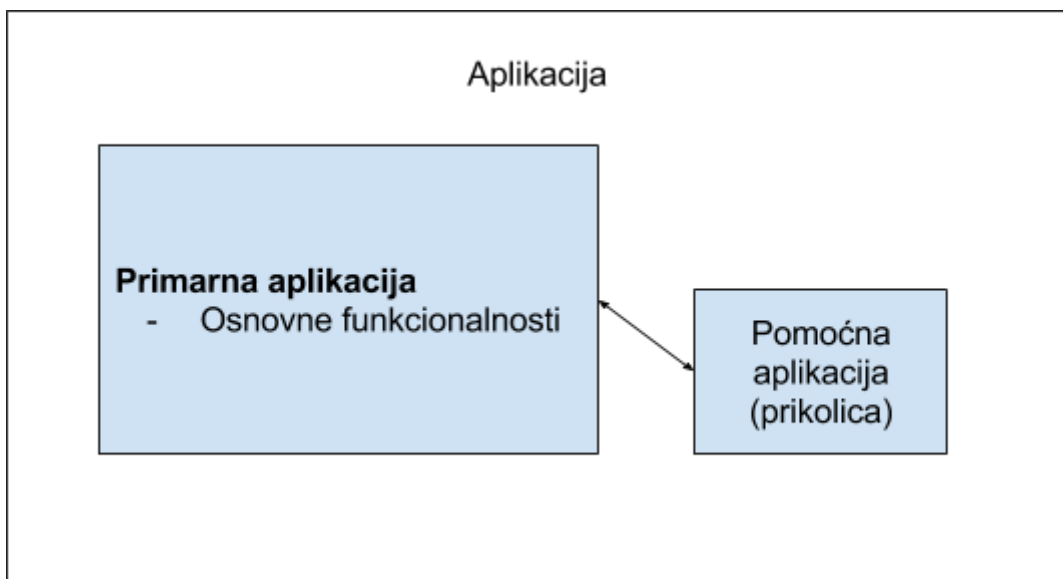 Aplikacija
Primarna aplikacija
- Osnovne funkcionalnosti
Pomoćna
aplikacija
(prikolica)